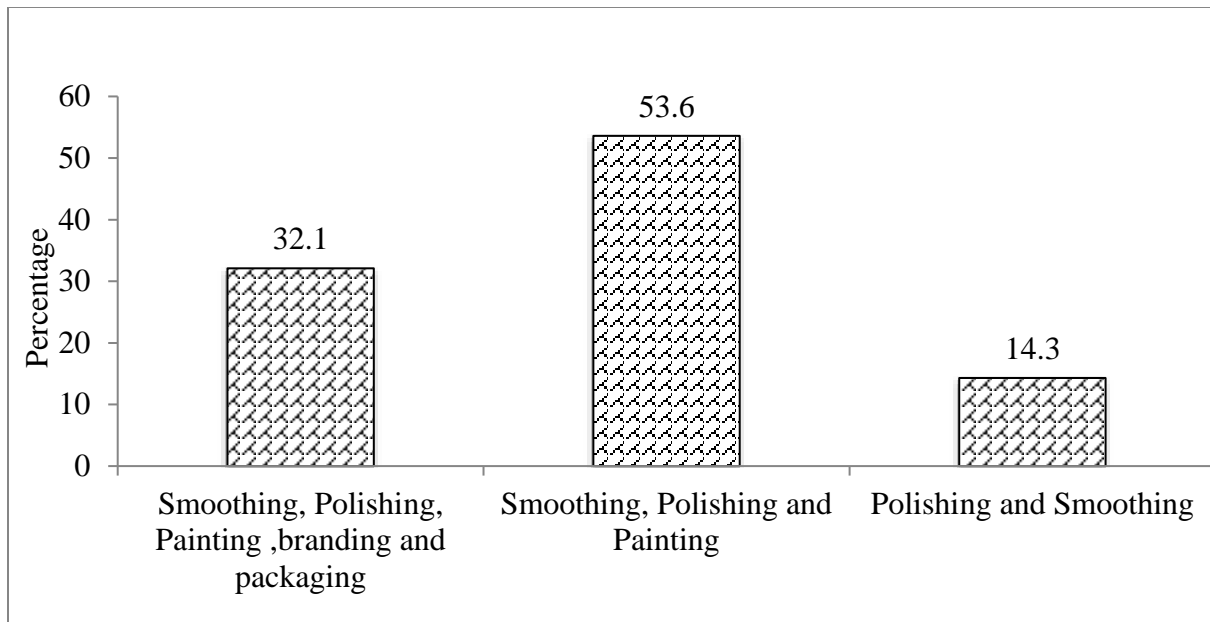 Percentage
60
50
40
30
20
10
0
32.1
53.6
14.3
Smoothing, Polishing,
Painting ,branding and
packaging
Smoothing, Polishing and
Painting
Polishing and Smoothing